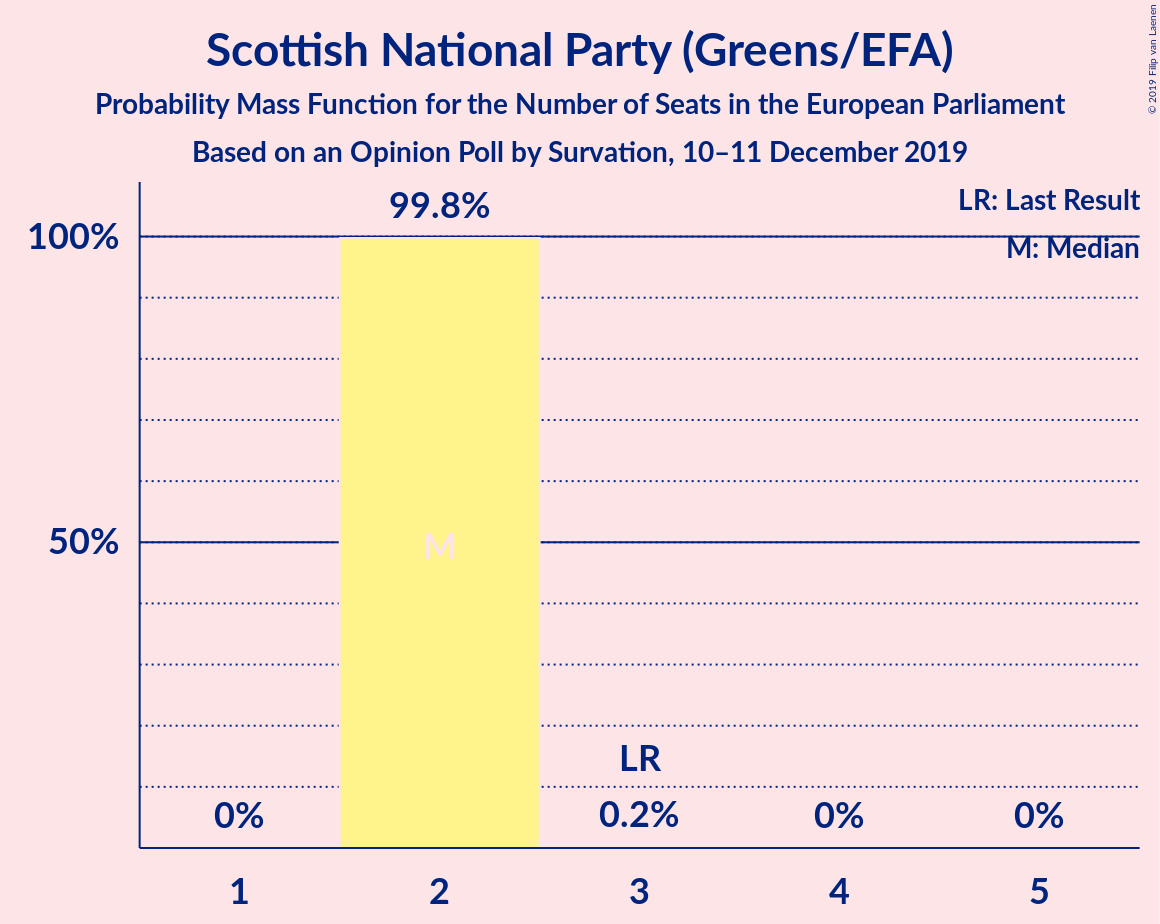 Scottish National Party (Greens/EFA)
Probability Mass Function for the Number of Seats in the European Parliament
Based on an Opinion Poll by Survation, 10–11 December 2019
© 2019 Filip van Laenen
LR: Last Result
M: Median
99.8%
100%
50%
M
LR
0%
0.2%
0%
0%
1
2
3
4
5